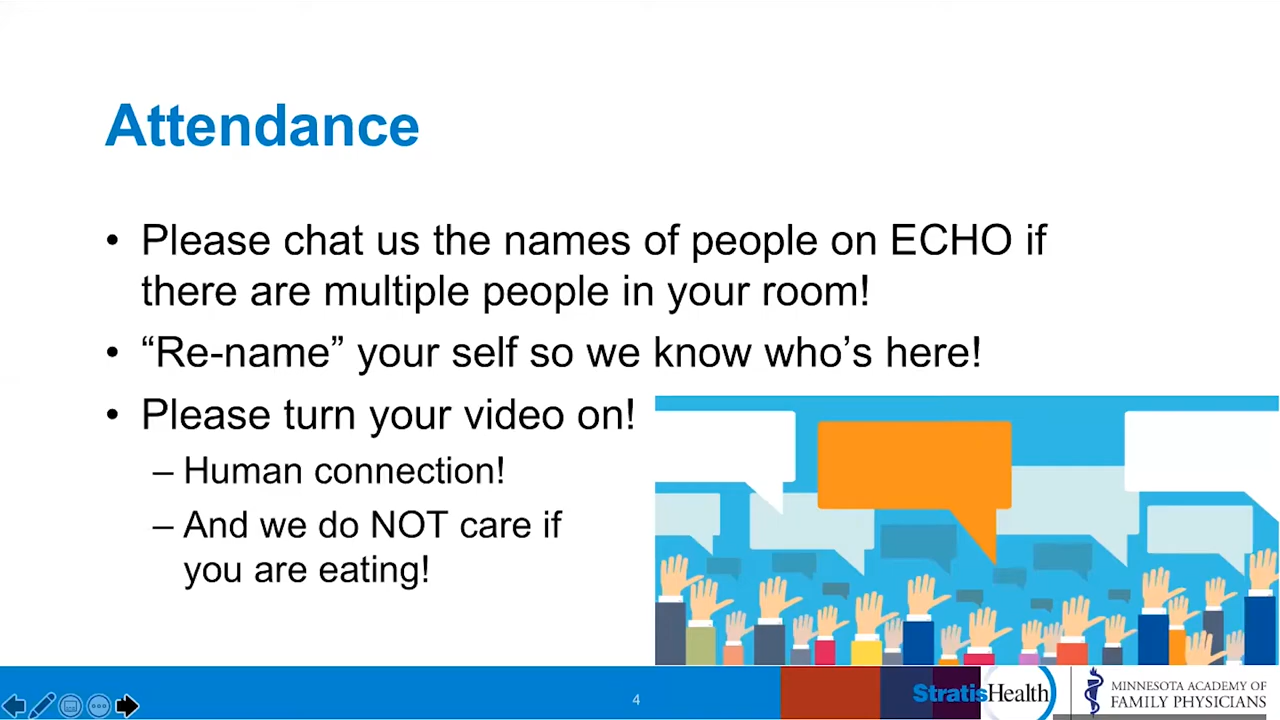 Attendance
• Please chat us the names of people on ECHO if
there are multiple people in your room!
• “Re-name” your self so we know who’s here!
• Please turn your video on!
– Human connection!
– And we do NOT care if
you are eating!
4
StratisHealth
MINNESOTA ACADEMY OF
FAMILY PHYSICIANS